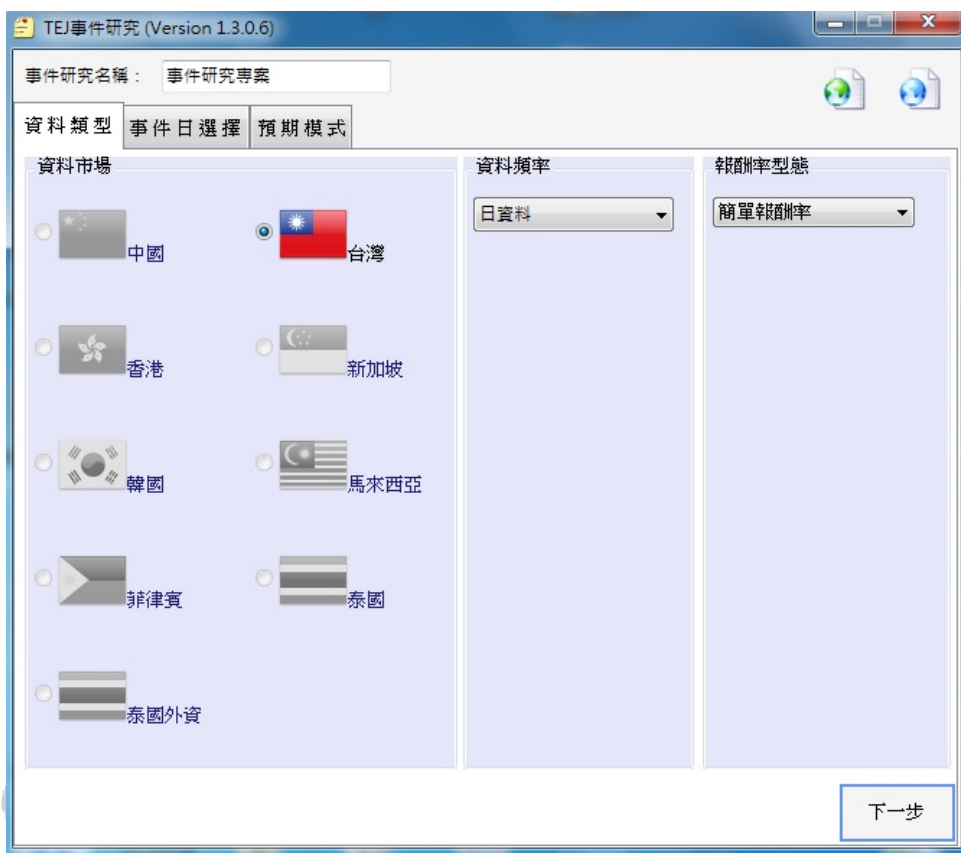 TEJ事件研究 (Version 1.3.0.6)
事件研究名稱： 事件研究專案
資料類型 事件日選擇 預期模式
資料市場 資料頻率 報酬率型態
日資料 簡單報酬率
中國 台灣
香港 新加坡
韓國 馬來西亞
菲律賓 泰國
泰國外資
下一步